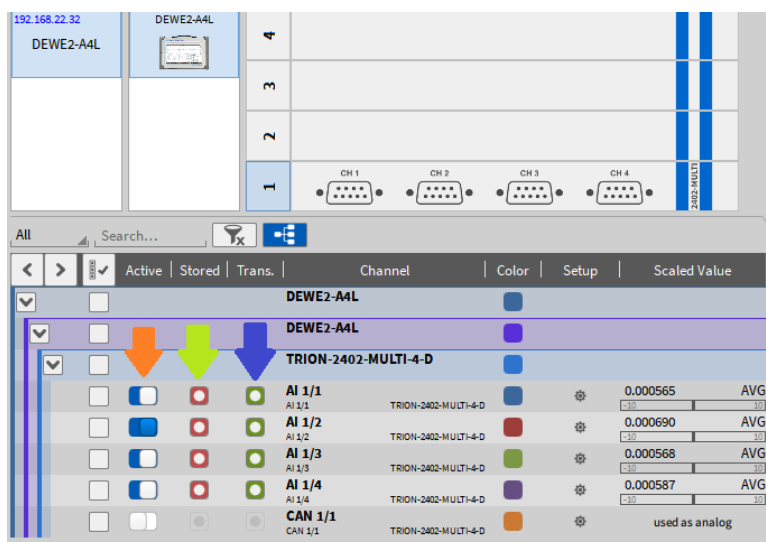 192.168.22.32
DEWE2-A4L
DEWE2-A4L
4
3
2
1
CH 1 CH 2 CH 3 CH 4
2402-MULTI
All Search...
Active Stored Trans. Channel Color Setup Scaled Value
DEWE2-A4L
DEWE2-A4L
TRION-2402-MULTI-4-D
AI 1/1 0.000565 AVG
AI 1/1 TRION-2402-MULTI-4-D -10 10
AI 1/2 0.000690 AVG
AI 1/2 TRION-2402-MULTI-4-D -10 10
AI 1/3 0.000568 AVG
AI 1/3 TRION-2402-MULTI-4-D -10 10
AI 1/4 0.000587 AVG
AI 1/4 TRION-2402-MULTI-4-D -10 10
CAN 1/1 used as analog
CAN 1/1 TRION-2402-MULTI-4-D